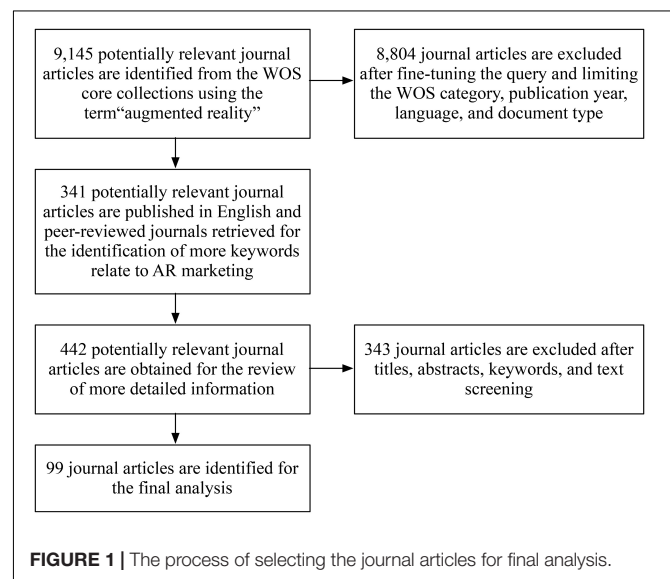 9,145 potentially relevant journal
articles are identified from the WOS
core collections using the
term“augmented reality”
8,804 journal articles are excluded
after fine-tuning the query and limiting
the WOS category, publication year,
language, and document type
341 potentially relevant journal
articles are published in English and
peer-reviewed journals retrieved for
the identification of more keywords
relate to AR marketing
442 potentially relevant journal
articles are obtained for the review
of more detailed information
343 journal articles are excluded after
titles, abstracts, keywords, and text
screening
99 journal articles are identified for
the final analysis
FIGURE 1 | The process of selecting the journal articles for final analysis.